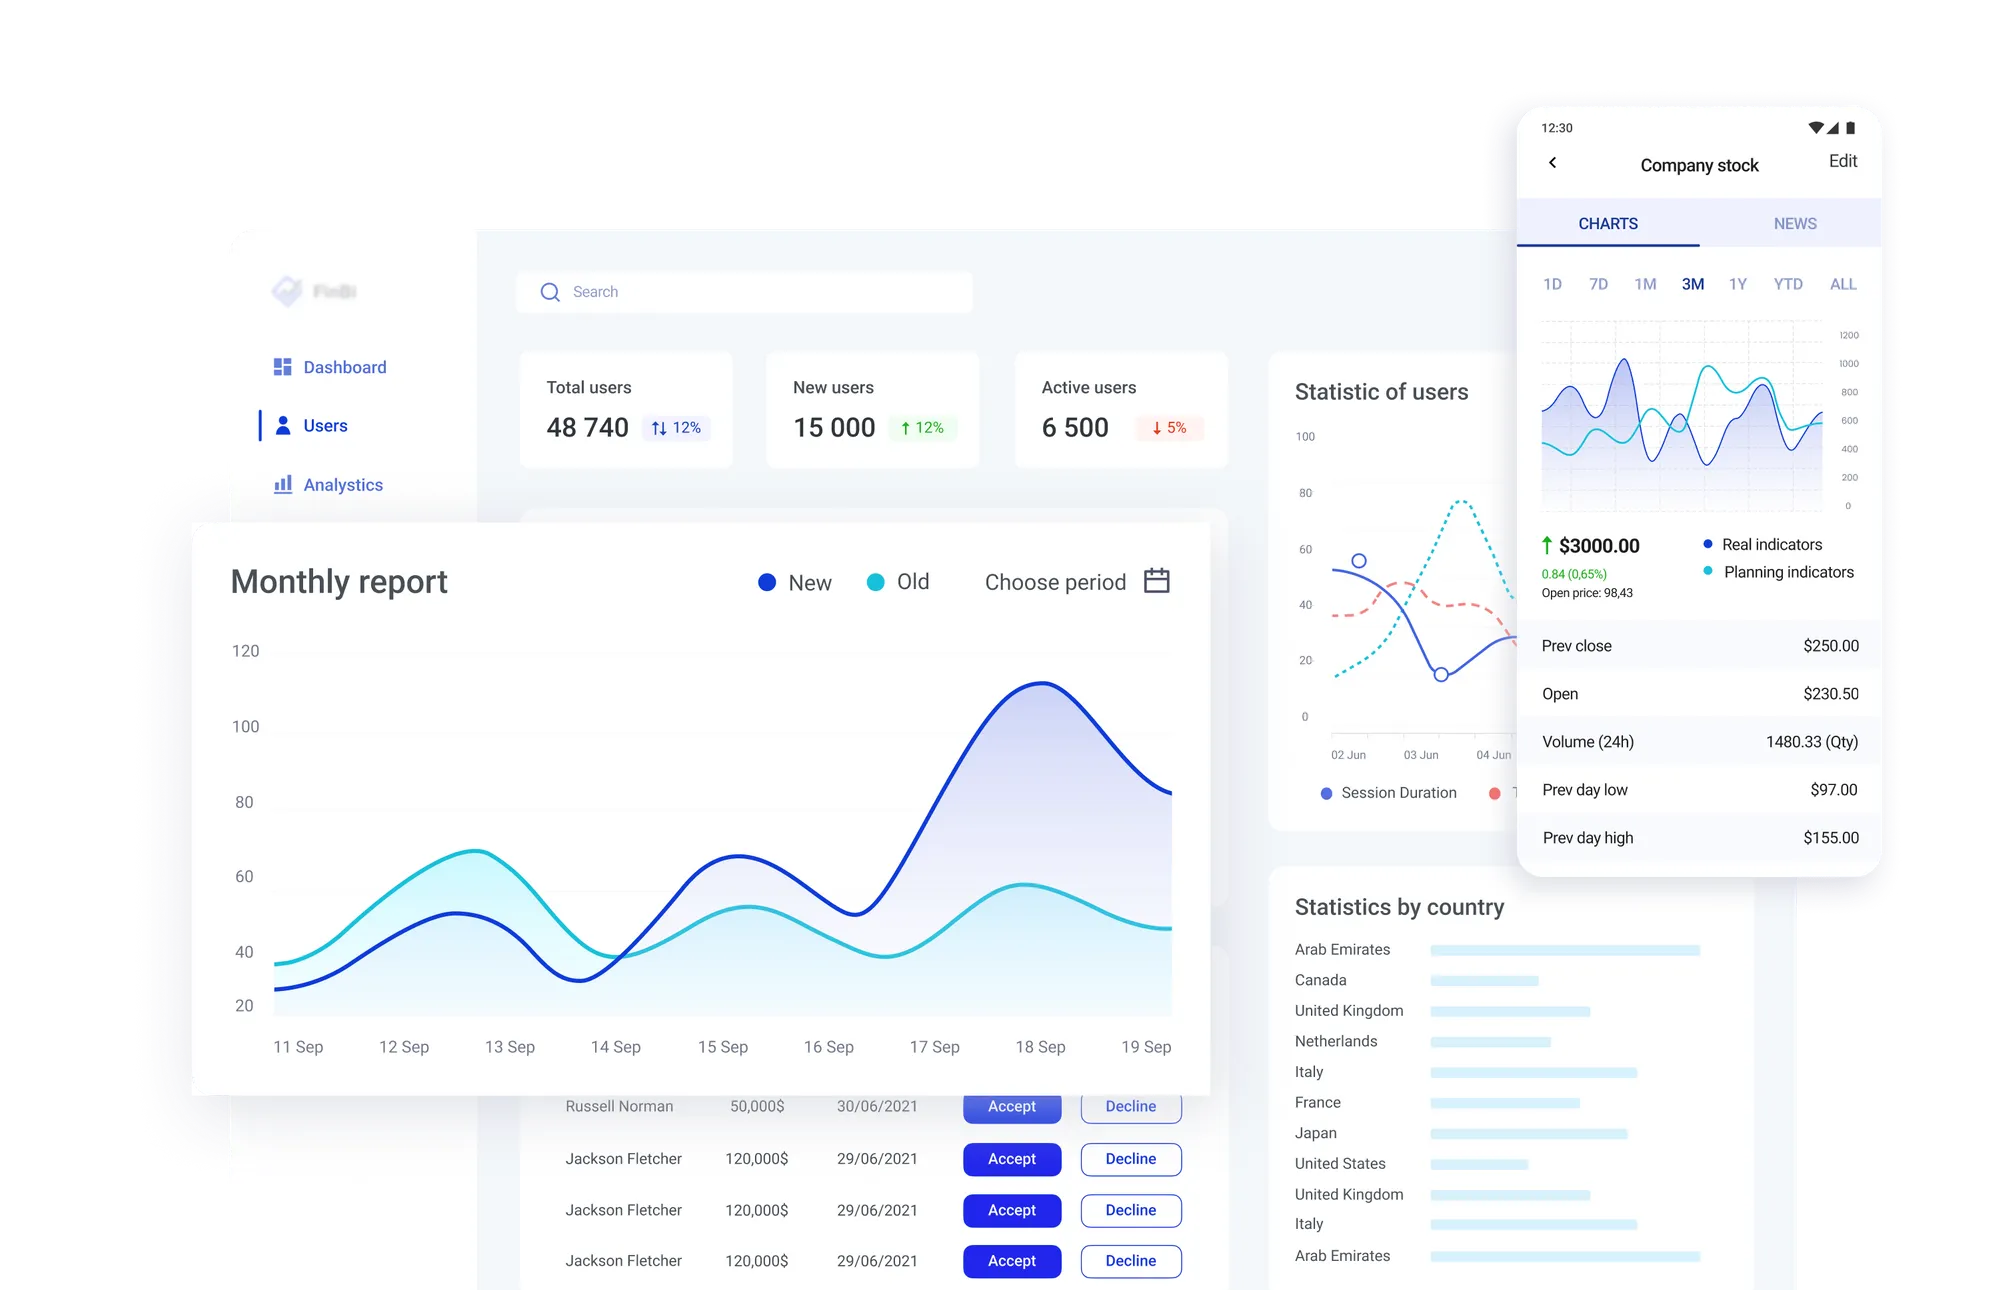 FinBi
Dashboard
Users
Analystics
Search
Total users
48 740
12%
New users
15 000
12%
Active users
6 500
5%
Monthly report
New
Old
Choose period
120
100
80
60
40
20
11 Sep
12 Sep
13 Sep
14 Sep
15 Sep
16 Sep
17 Sep
18 Sep
19 Sep
Russell Norman 50,000$ 30/06/2021 Accept Decline
Jackson Fletcher 120,000$ 29/06/2021 Accept Decline
Jackson Fletcher 120,000$ 29/06/2021 Accept Decline
Jackson Fletcher 120,000$ 29/06/2021 Accept Decline
Statistic of users
100
80
60
40
20
0
02 Jun
03 Jun
04 Jun
Session Duration
Statistics by country
Arab Emirates
Canada
United Kingdom
Netherlands
Italy
France
Japan
United States
United Kingdom
Italy
Arab Emirates
12:30
Company stock
Edit
CHARTS
NEWS
1D 7D 1M 3M 1Y YTD ALL
1200
1000
800
600
400
200
0
$3000.00
0.84 (0,65%)
Open price: 98,43
Real indicators
Planning indicators
Prev close $250.00
Open $230.50
Volume (24h) 1480.33 (Qty)
Prev day low $97.00
Prev day high $155.00